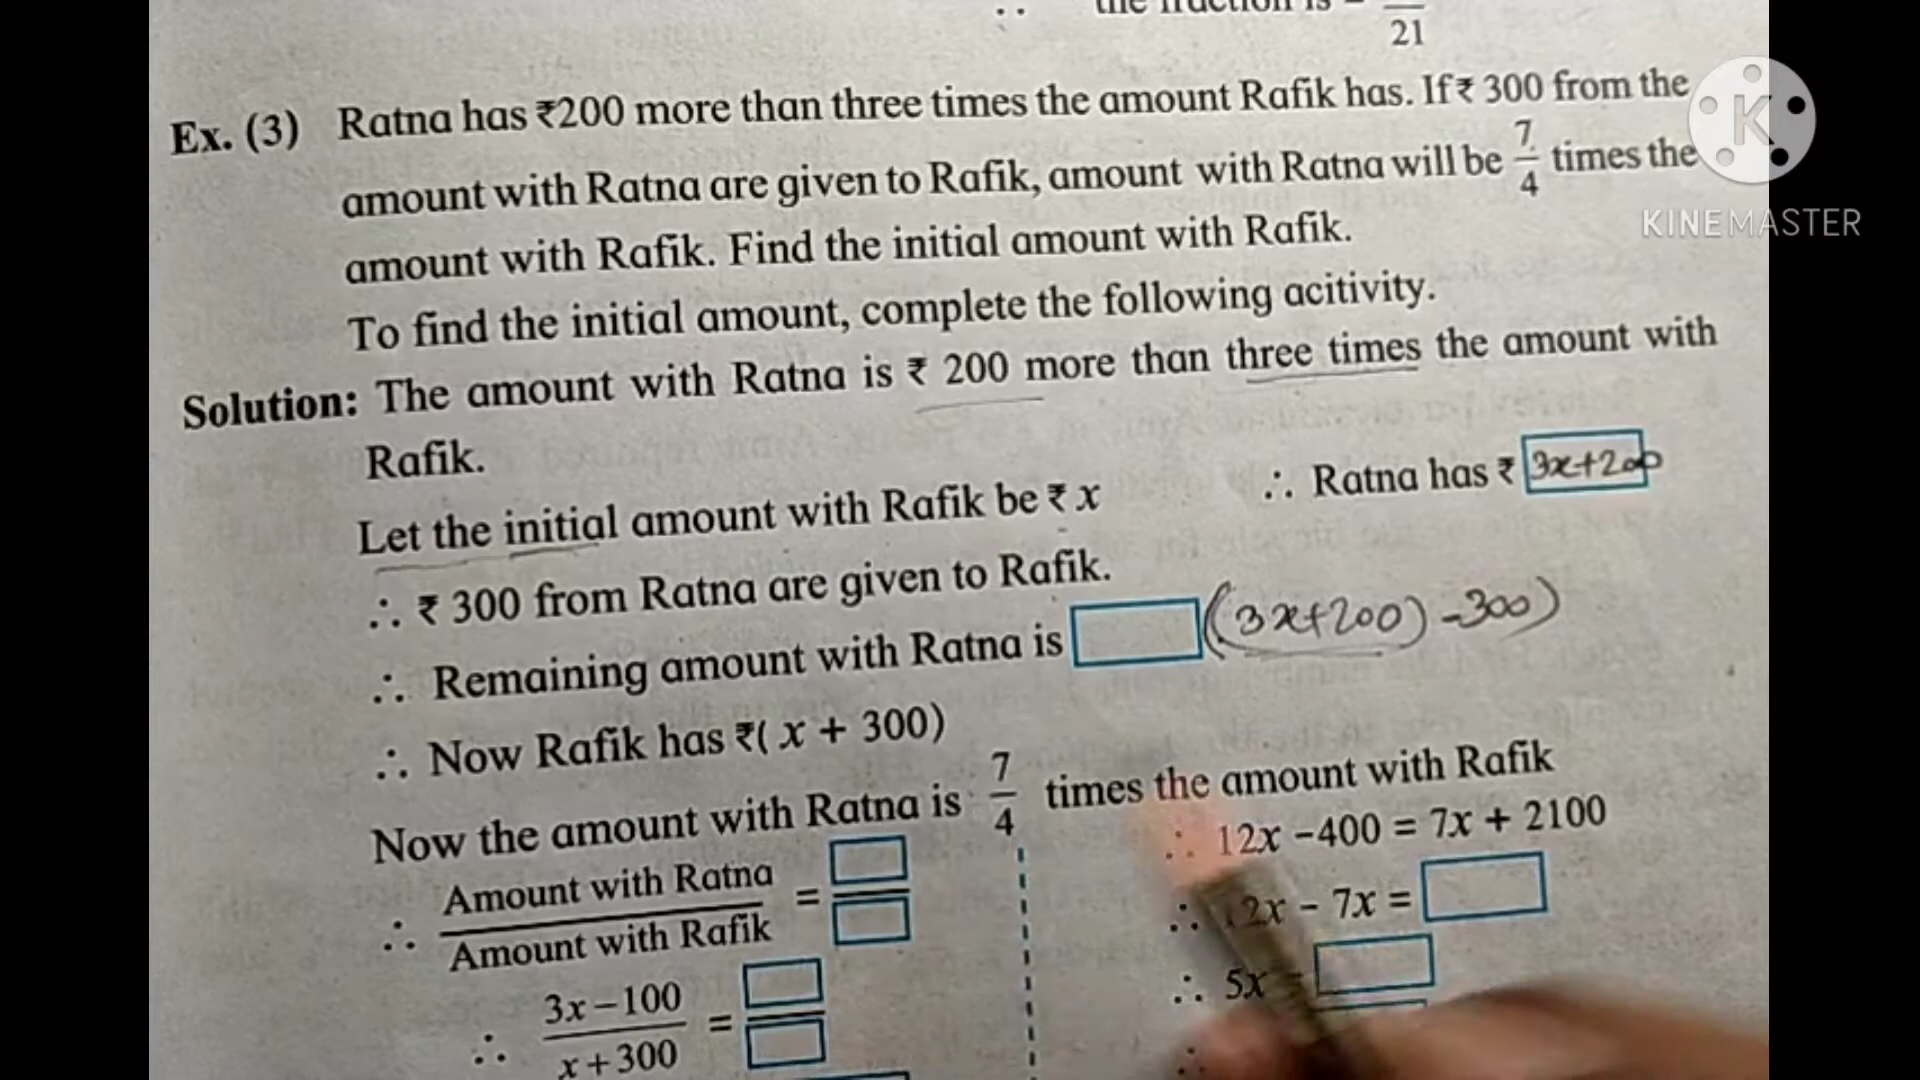 ∴ the fraction is
21
Ex. (3) Ratna has ₹200 more than three times the amount Rafik has. If ₹ 300 from the
amount with Ratna are given to Rafik, amount with Ratna will be 7/4 times the
amount with Rafik. Find the initial amount with Rafik.
To find the initial amount, complete the following acitivity.
Solution: The amount with Ratna is ₹ 200 more than three times the amount with
Rafik.
Let the initial amount with Rafik be ₹ x ∴ Ratna has ₹ 3x+200
∴ ₹ 300 from Ratna are given to Rafik.
∴ Remaining amount with Ratna is (3x+200) -300)
∴ Now Rafik has ₹( x + 300)
Now the amount with Ratna is 7/4 times the amount with Rafik
∴ Amount with Ratna / Amount with Rafik =
∴ 3x – 100 / x + 300 =
∴ 12x – 400 = 7x + 2100
∴ 12x – 7x =
∴ 5x =
∴
K
KINEMASTER